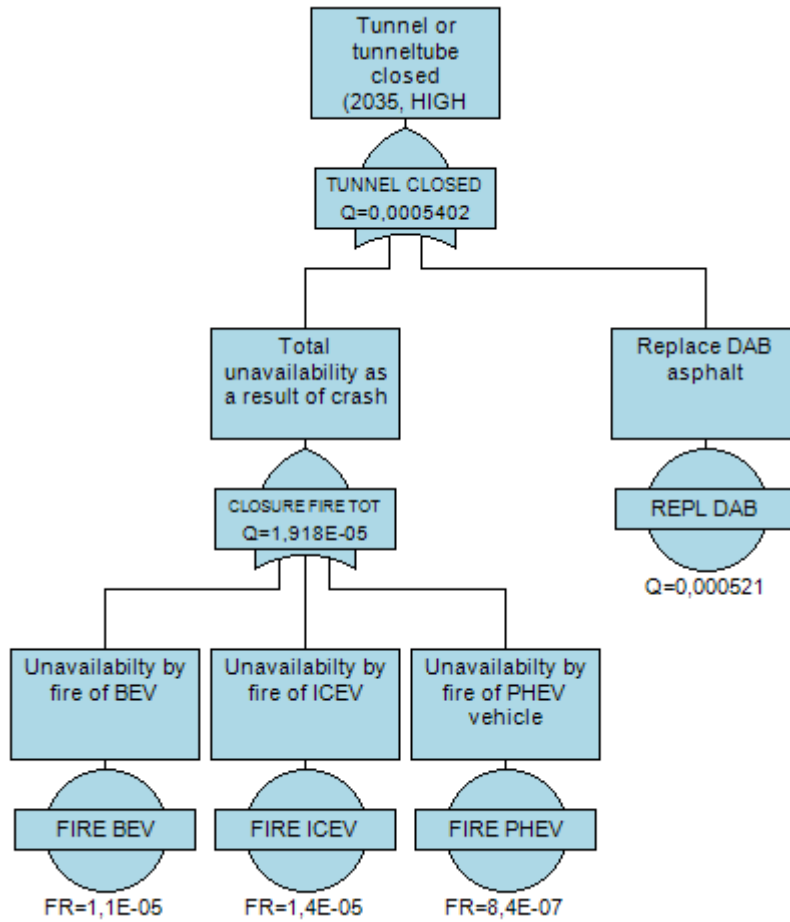 Tunnel or
tunneltube
closed
(2035, HIGH
TUNNEL CLOSED
Q=0,0005402
Total
unavailability as
a result of crash
Replace DAB
asphalt
CLOSURE FIRE TOT
Q=1,918E-05
REPL DAB
Q=0,000521
Unavailabilty by
fire of BEV
Unavailabilty by
fire of ICEV
Unavailabilty by
fire of PHEV
vehicle
FIRE BEV
FIRE ICEV
FIRE PHEV
FR=1,1E-05
FR=1,4E-05
FR=8,4E-07